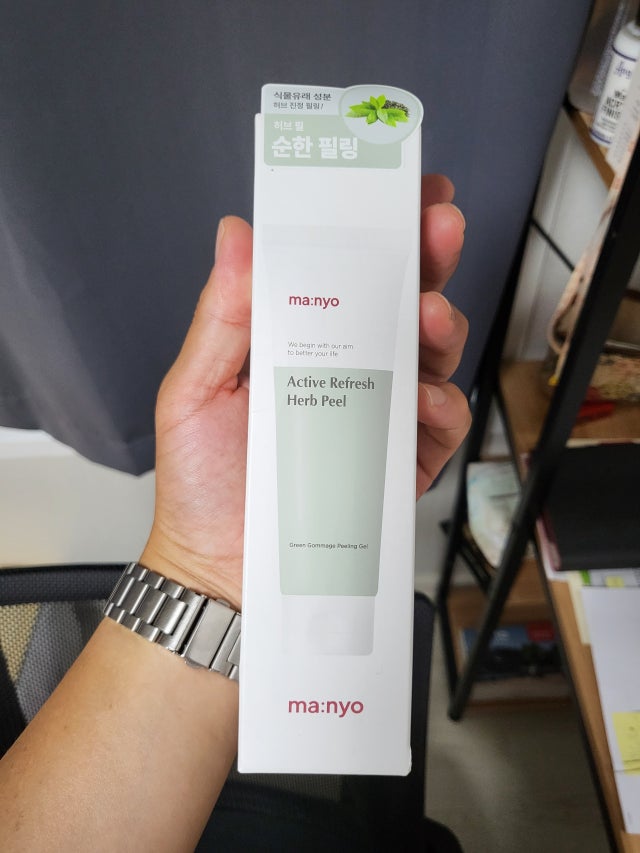 식물유래 성분
허브 진정 필링!
허브 필
순한 필링
ma:nyo
We begin with our aim
to better your life
Active Refresh
Herb Peel
Green Gommage Peeling Gel
ma:nyo